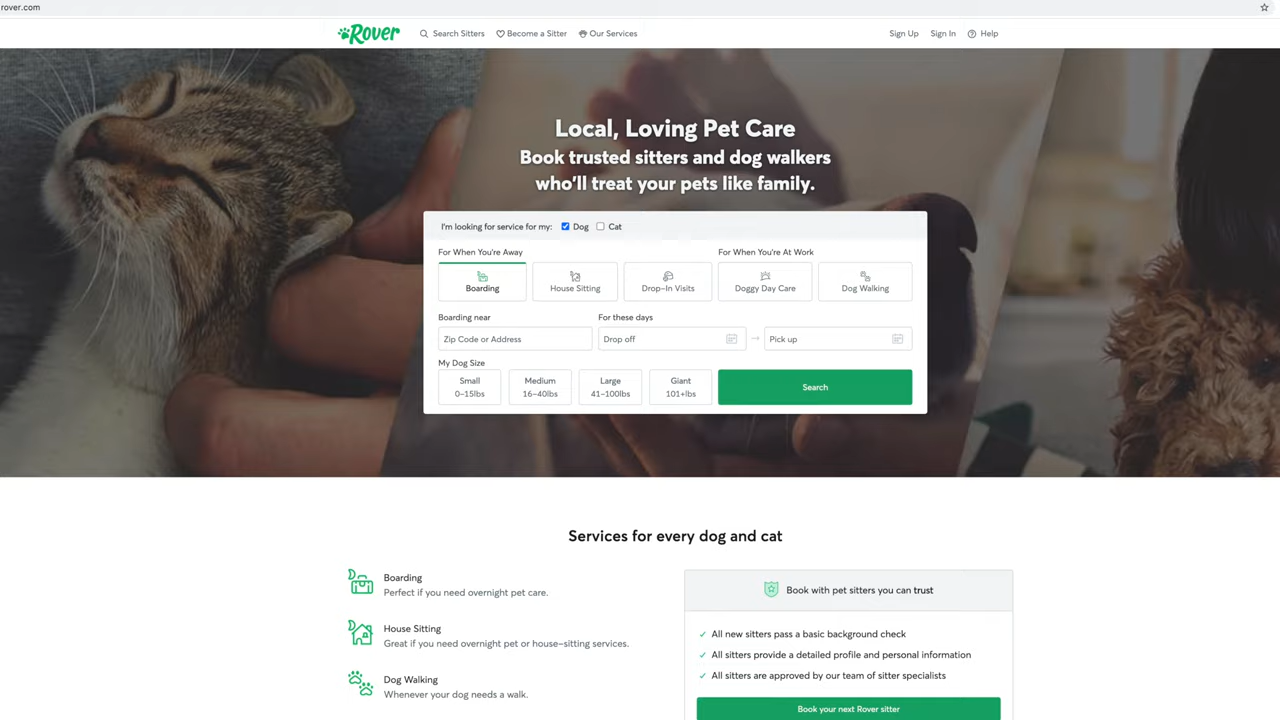 rover.com
Rover
Search Sitters
Become a Sitter
Our Services
Sign Up
Sign In
Help
Local, Loving Pet Care
Book trusted sitters and dog walkers
who'll treat your pets like family.
I'm looking for service for my: Dog Cat
For When You're Away
For When You're At Work
Boarding
House Sitting
Drop-In Visits
Doggy Day Care
Dog Walking
Boarding near
For these days
Zip Code or Address
Drop off
→
Pick up
My Dog Size
Small
0–15lbs
Medium
16–40lbs
Large
41–100lbs
Giant
101+lbs
Search
Services for every dog and cat
Boarding
Perfect if you need overnight pet care.
House Sitting
Great if you need overnight pet or house-sitting services.
Dog Walking
Whenever your dog needs a walk.
Book with pet sitters you can trust
✓ All new sitters pass a basic background check
✓ All sitters provide a detailed profile and personal information
✓ All sitters are approved by our team of sitter specialists
Book your next Rover sitter